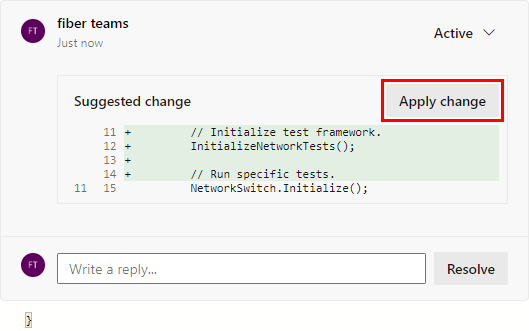 FT fiber teams Active
Just now
Suggested change Apply change
11 + // Initialize test framework.
12 + InitializeNetworkTests();
13 +
14 + // Run specific tests.
11 15 NetworkSwitch.Initialize();
FT Write a reply... Resolve
}